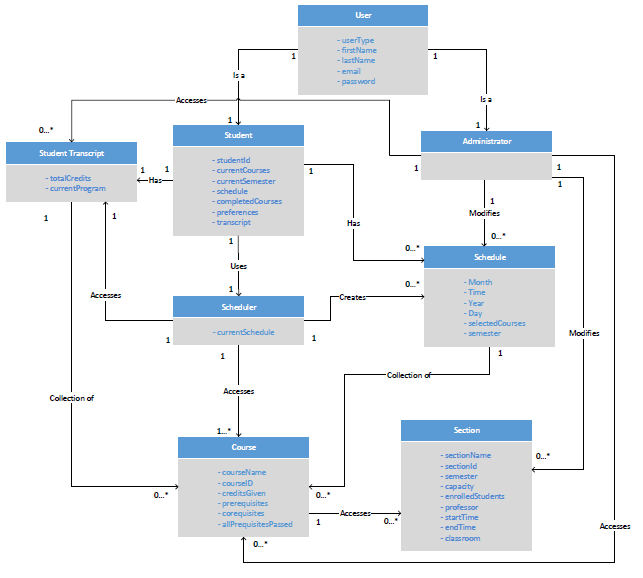 User
- userType
- firstName
- lastName
- email
- password
1
1
Is a
Is a
Accesses
0...*
1
1
Student
- studentId
- currentCourses
- currentSemester
- schedule
- completedCourses
- preferences
- transcript
Administrator
Student Transcript
- totalCredits
- currentProgram
1
1
Has
1
1
1
1
1
1
1
Modifies
0...*
Has
0...*
Schedule
- Month
- Time
- Year
- Day
- selectedCourses
- semester
1
Uses
1
0...*
Accesses
Scheduler
- currentSchedule
Creates
1
1
1
1
Modifies
Accesses
Collection of
Collection of
1...*
Course
- courseName
- courseID
- creditsGiven
- prerequisites
- corequisites
- allPrequisitesPassed
0...*
0...*
1
Accesses
0...*
0...*
Section
- sectionName
- sectionId
- semester
- capacity
- enrolledStudents
- professor
- startTime
- endTime
- classroom
0...*
Accesses